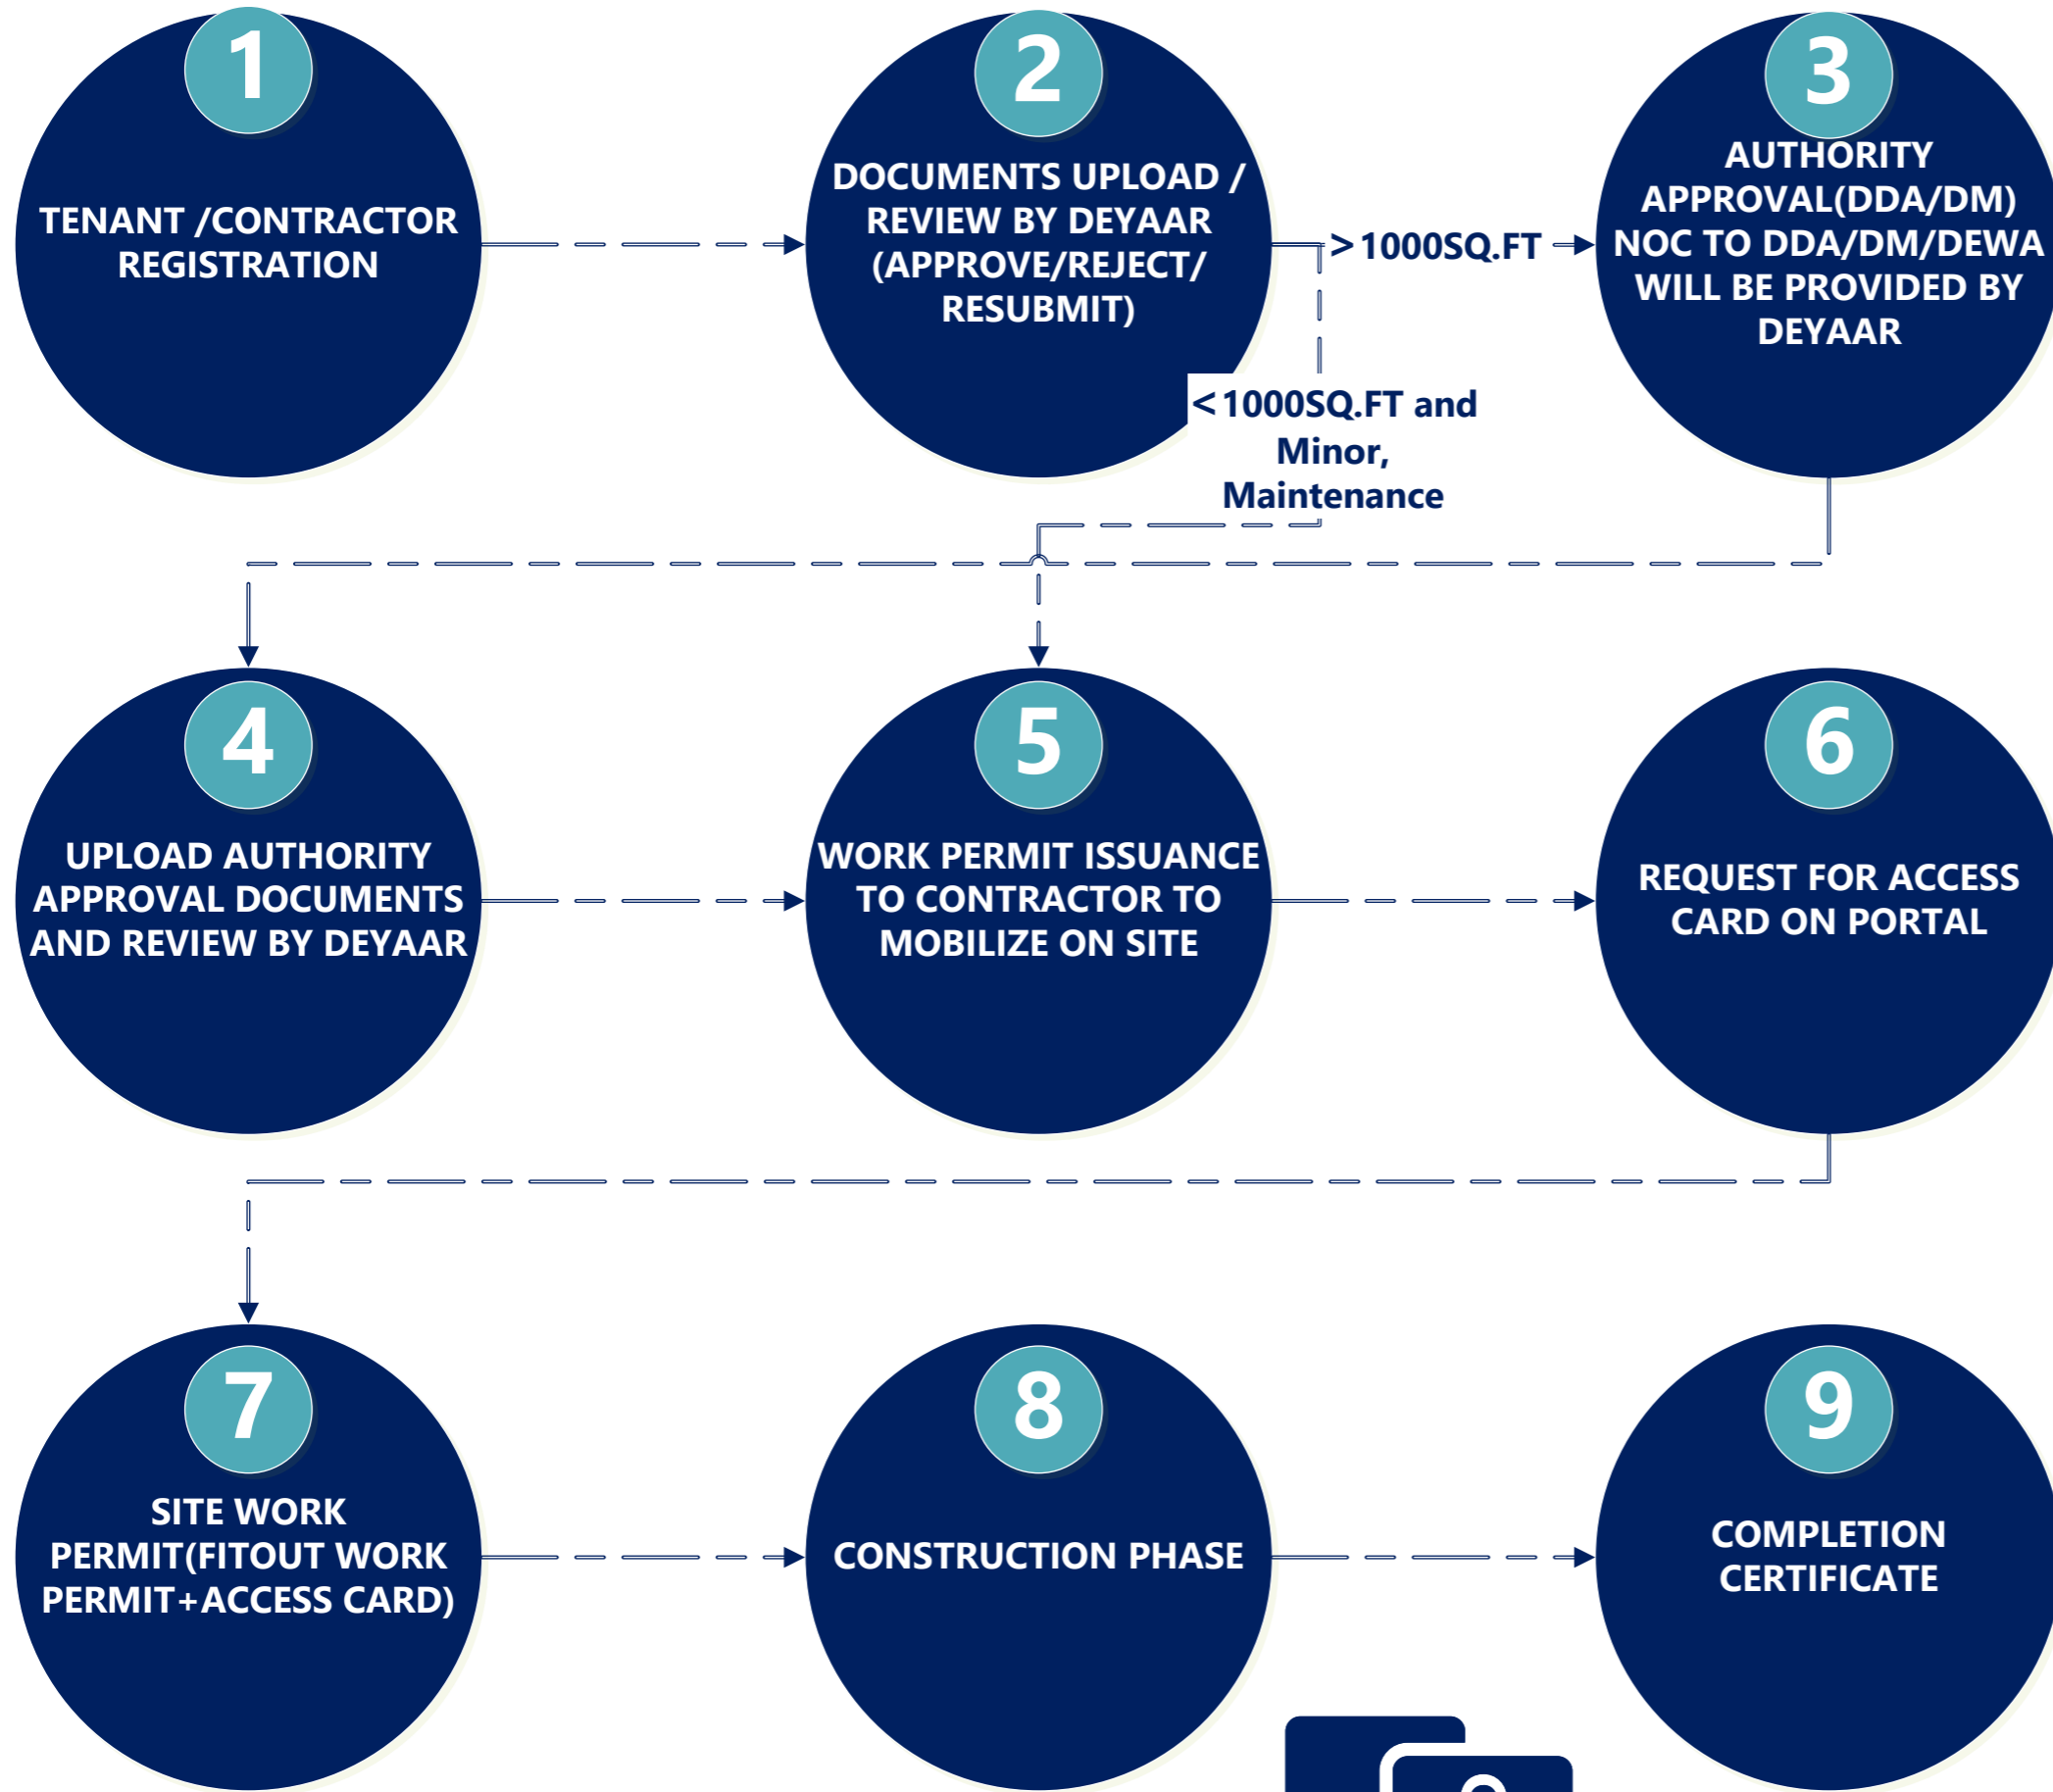 1
TENANT /CONTRACTOR
REGISTRATION
2
DOCUMENTS UPLOAD /
REVIEW BY DEYAAR
(APPROVE/REJECT/
RESUBMIT)
>1000SQ.FT
<1000SQ.FT and
Minor,
Maintenance
3
AUTHORITY
APPROVAL(DDA/DM)
NOC TO DDA/DM/DEWA
WILL BE PROVIDED BY
DEYAAR
4
UPLOAD AUTHORITY
APPROVAL DOCUMENTS
AND REVIEW BY DEYAAR
5
WORK PERMIT ISSUANCE
TO CONTRACTOR TO
MOBILIZE ON SITE
6
REQUEST FOR ACCESS
CARD ON PORTAL
7
SITE WORK
PERMIT(FITOUT WORK
PERMIT+ACCESS CARD)
8
CONSTRUCTION PHASE
9
COMPLETION
CERTIFICATE